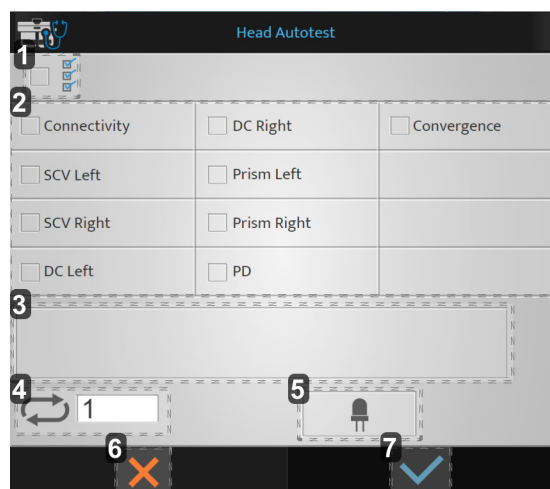 Head Autotest
1
2
Connectivity DC Right Convergence
SCV Left Prism Left
SCV Right Prism Right
DC Left PD
3
4 1 5
6 7